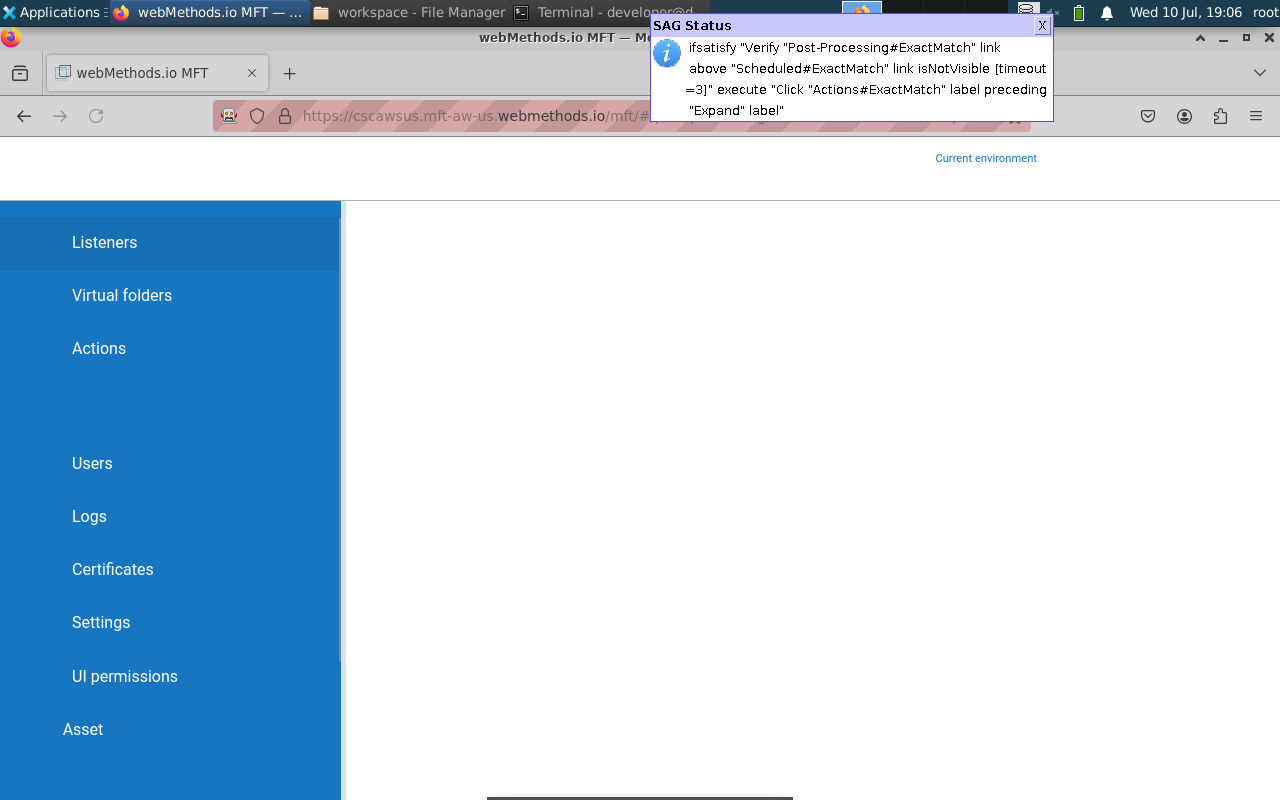 Applications
webMethods.io MFT — ...
workspace - File Manager
Terminal - developer@d...
Wed 10 Jul, 19:06
root
webMethods.io MFT — Mo
SAG Status
X
ifsatisfy "Verify "Post-Processing#ExactMatch" link
above "Scheduled#ExactMatch" link isNotVisible [timeout
=3]" execute "Click "Actions#ExactMatch" label preceding
"Expand" label"
webMethods.io MFT
https://cscawsus.mft-aw-us.webmethods.io/mft/#
Current environment
Listeners
Virtual folders
Actions
Users
Logs
Certificates
Settings
UI permissions
Asset